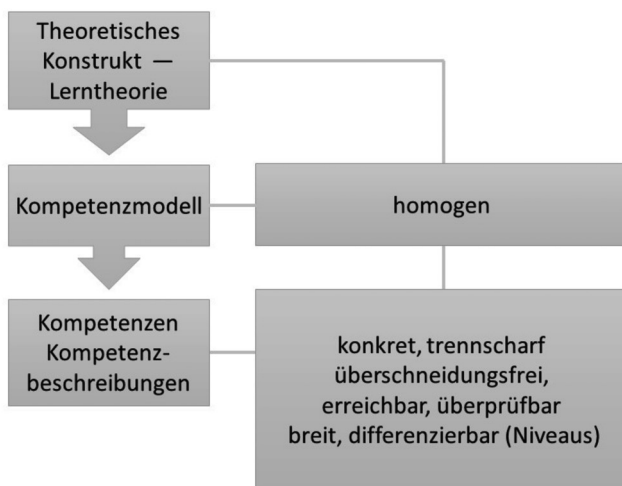 Theoretisches
Konstrukt —
Lerntheorie
Kompetenzmodell
homogen
Kompetenzen
Kompetenz-
beschreibungen
konkret, trennscharf
überschneidungsfrei,
erreichbar, überprüfbar
breit, differenzierbar (Niveaus)